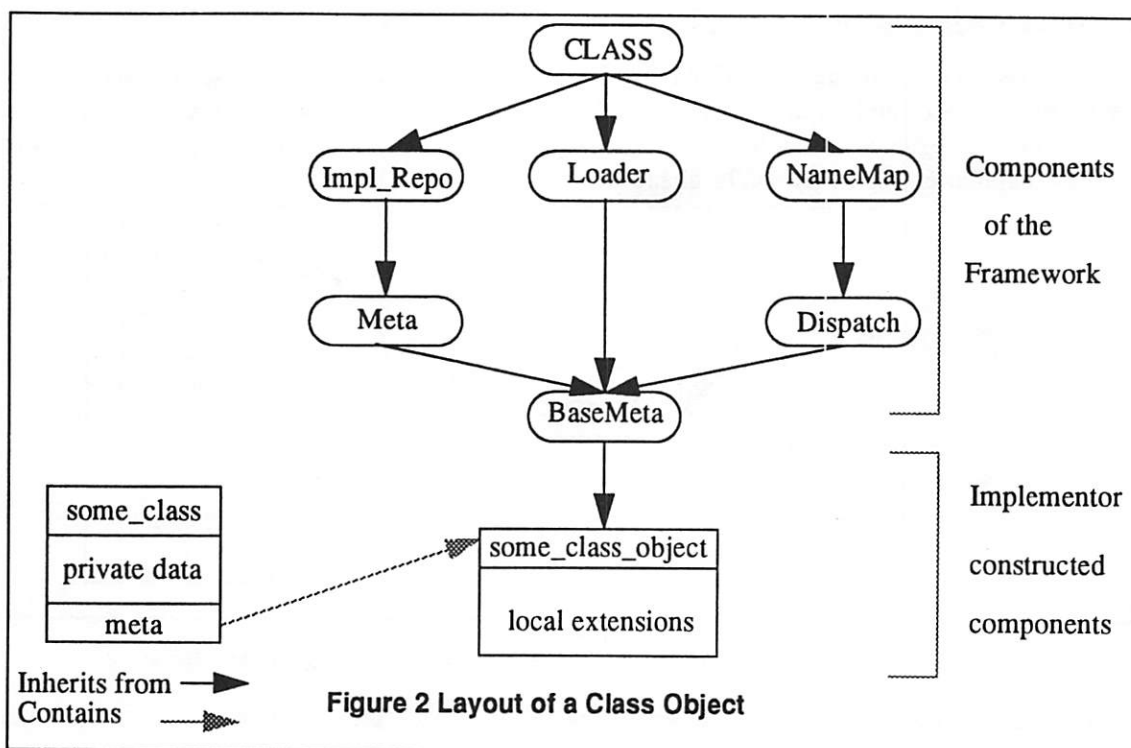 CLASS
Impl_Repo
Loader
NameMap
Components
of the
Framework
Meta
Dispatch
BaseMeta
some_class
private data
meta
some_class_object
local extensions
Implementor
constructed
components
Inherits from
Contains
Figure 2 Layout of a Class Object